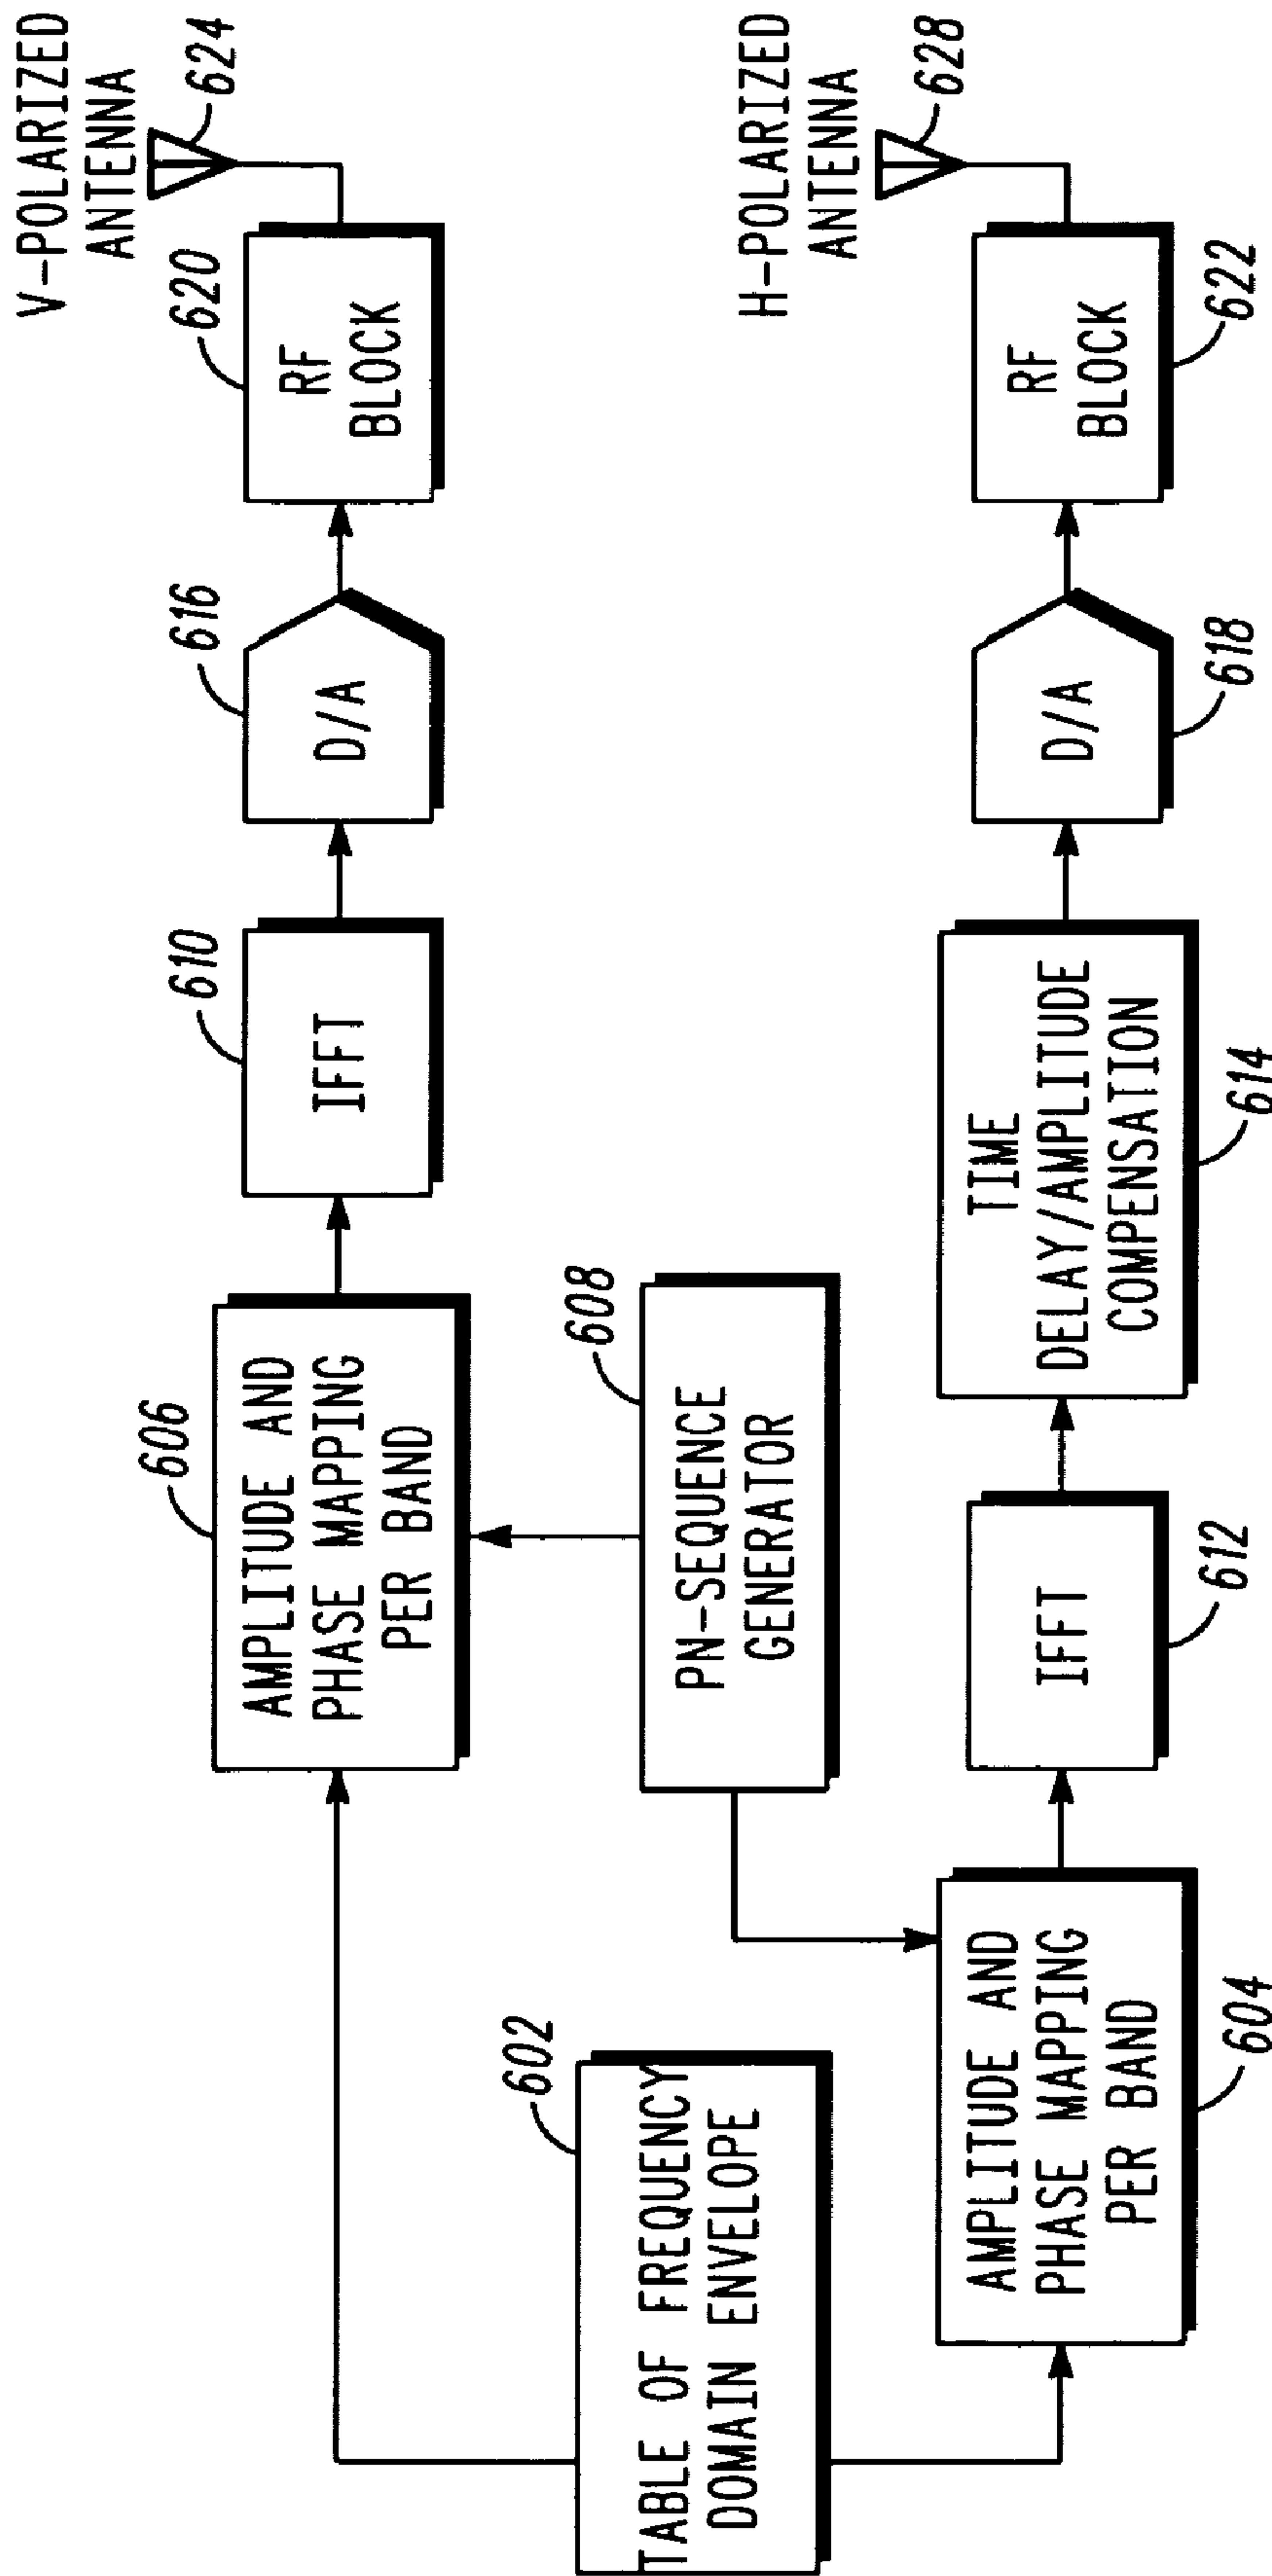 V-POLARIZED
ANTENNA
624
620
RF
BLOCK
616
D/A
610
IFFT
606
AMPLITUDE AND
PHASE MAPPING
PER BAND
608
PN-SEQUENCE
GENERATOR
602
TABLE OF FREQUENCY
DOMAIN ENVELOPE
AMPLITUDE AND
PHASE MAPPING
PER BAND
604
IFFT
612
TIME
DELAY/AMPLITUDE
COMPENSATION
614
D/A
618
RF
BLOCK
622
H-POLARIZED
ANTENNA
628